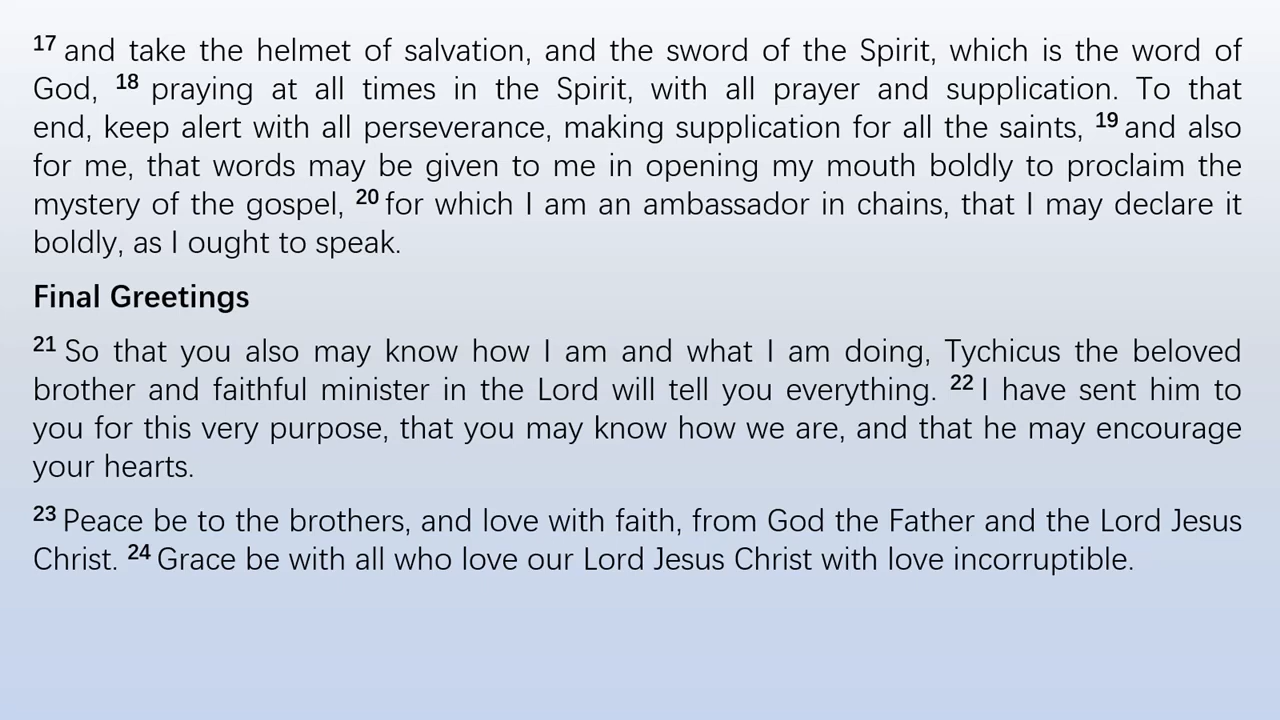 17 and take the helmet of salvation, and the sword of the Spirit, which is the word of
God, 18 praying at all times in the Spirit, with all prayer and supplication. To that
end, keep alert with all perseverance, making supplication for all the saints, 19 and also
for me, that words may be given to me in opening my mouth boldly to proclaim the
mystery of the gospel, 20 for which I am an ambassador in chains, that I may declare it
boldly, as I ought to speak.
Final Greetings
21 So that you also may know how I am and what I am doing, Tychicus the beloved
brother and faithful minister in the Lord will tell you everything. 22 I have sent him to
you for this very purpose, that you may know how we are, and that he may encourage
your hearts.
23 Peace be to the brothers, and love with faith, from God the Father and the Lord Jesus
Christ. 24 Grace be with all who love our Lord Jesus Christ with love incorruptible.